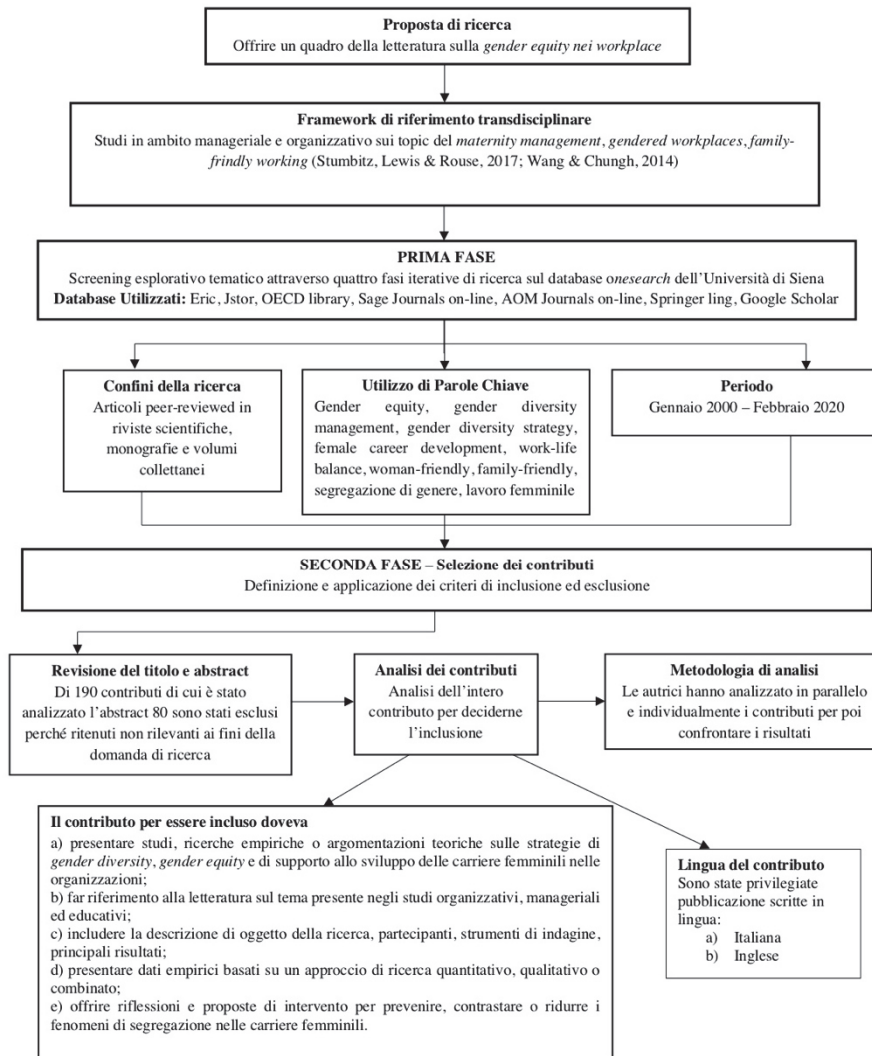 Proposta di ricerca
Offrire un quadro della letteratura sulla gender equity nei workplace
Framework di riferimento transdisciplinare
Studi in ambito manageriale e organizzativo sui topic del maternity management, gendered workplaces, family-
frindly working (Stumbitz, Lewis & Rouse, 2017; Wang & Chungh, 2014)
PRIMA FASE
Screening esplorativo tematico attraverso quattro fasi iterative di ricerca sul database onesearch dell’Università di Siena
Database Utilizzati: Eric, Jstor, OECD library, Sage Journals on-line, AOM Journals on-line, Springer ling, Google Scholar
Confini della ricerca
Articoli peer-reviewed in
riviste scientifiche,
monografie e volumi
collettanei
Utilizzo di Parole Chiave
Gender equity, gender diversity
management, gender diversity strategy,
female career development, work-life
balance, woman-friendly, family-friendly,
segregazione di genere, lavoro femminile
Periodo
Gennaio 2000 – Febbraio 2020
SECONDA FASE – Selezione dei contributi
Definizione e applicazione dei criteri di inclusione ed esclusione
Revisione del titolo e abstract
Di 190 contributi di cui è stato
analizzato l’abstract 80 sono stati esclusi
perché ritenuti non rilevanti ai fini della
domanda di ricerca
Analisi dei contributi
Analisi dell’intero
contributo per deciderne
l’inclusione
Metodologia di analisi
Le autrici hanno analizzato in parallelo
e individualmente i contributi per poi
confrontare i risultati
Il contributo per essere incluso doveva
a) presentare studi, ricerche empiriche o argomentazioni teoriche sulle strategie di
gender diversity, gender equity e di supporto allo sviluppo delle carriere femminili nelle
organizzazioni;
b) far riferimento alla letteratura sul tema presente negli studi organizzativi, manageriali
ed educativi;
c) includere la descrizione di oggetto della ricerca, partecipanti, strumenti di indagine,
principali risultati;
d) presentare dati empirici basati su un approccio di ricerca quantitativo, qualitativo o
combinato;
e) offrire riflessioni e proposte di intervento per prevenire, contrastare o ridurre i
fenomeni di segregazione nelle carriere femminili.
Lingua del contributo
Sono state privilegiate
pubblicazione scritte in
lingua:
a) Italiana
b) Inglese